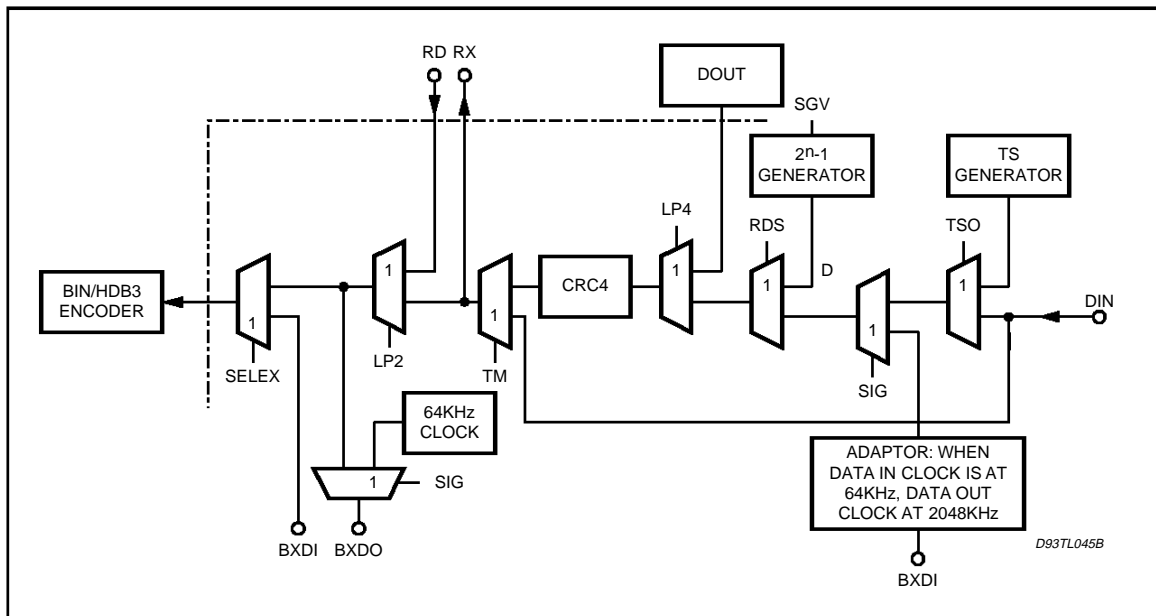 RD RX
DOUT
SGV
2n-1
GENERATOR
TS
GENERATOR
LP4
RDS
TSO
1
1
1
D
1
1
DIN
BIN/HDB3
ENCODER
CRC4
1
1
1
LP2
TM
SELEX
SIG
64KHz
CLOCK
1
SIG
ADAPTOR: WHEN
DATA IN CLOCK IS AT
64KHz, DATA OUT
CLOCK AT 2048KHz
BXDI
BXDO
D93TL045B
BXDI